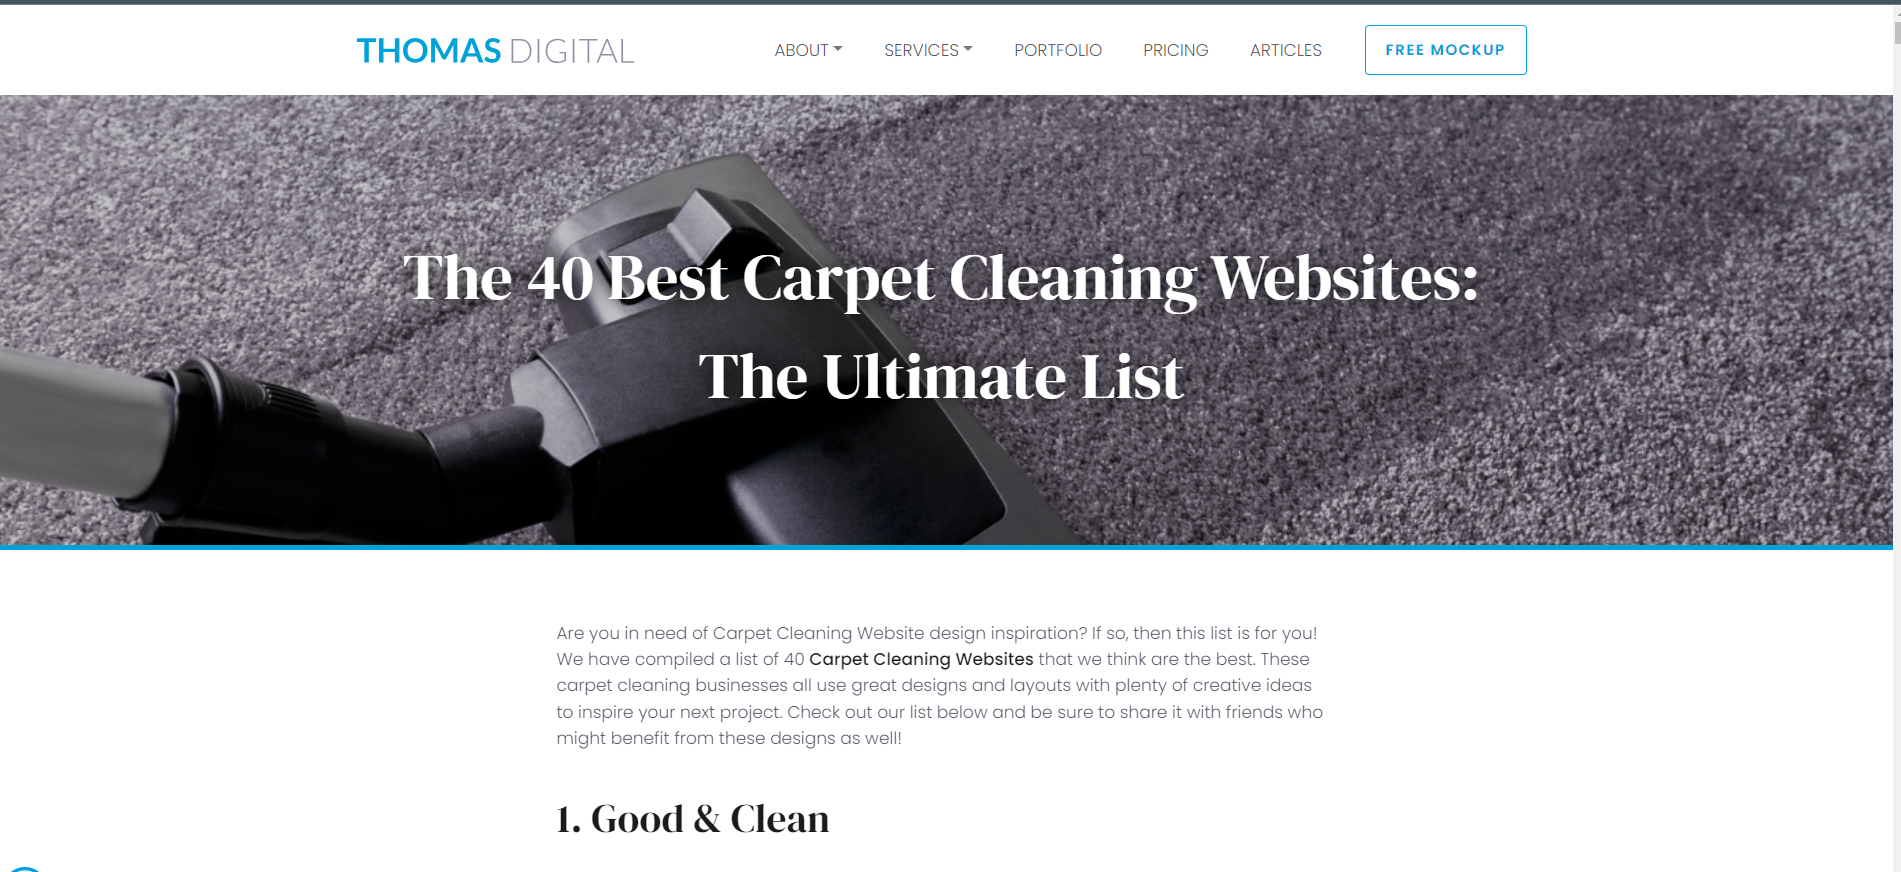 THOMAS DIGITAL
ABOUT
SERVICES
PORTFOLIO
PRICING
ARTICLES
FREE MOCKUP
The 40 Best Carpet Cleaning Websites:
The Ultimate List
Are you in need of Carpet Cleaning Website design inspiration? If so, then this list is for you!
We have compiled a list of 40 Carpet Cleaning Websites that we think are the best. These
carpet cleaning businesses all use great designs and layouts with plenty of creative ideas
to inspire your next project. Check out our list below and be sure to share it with friends who
might benefit from these designs as well!
1. Good & Clean